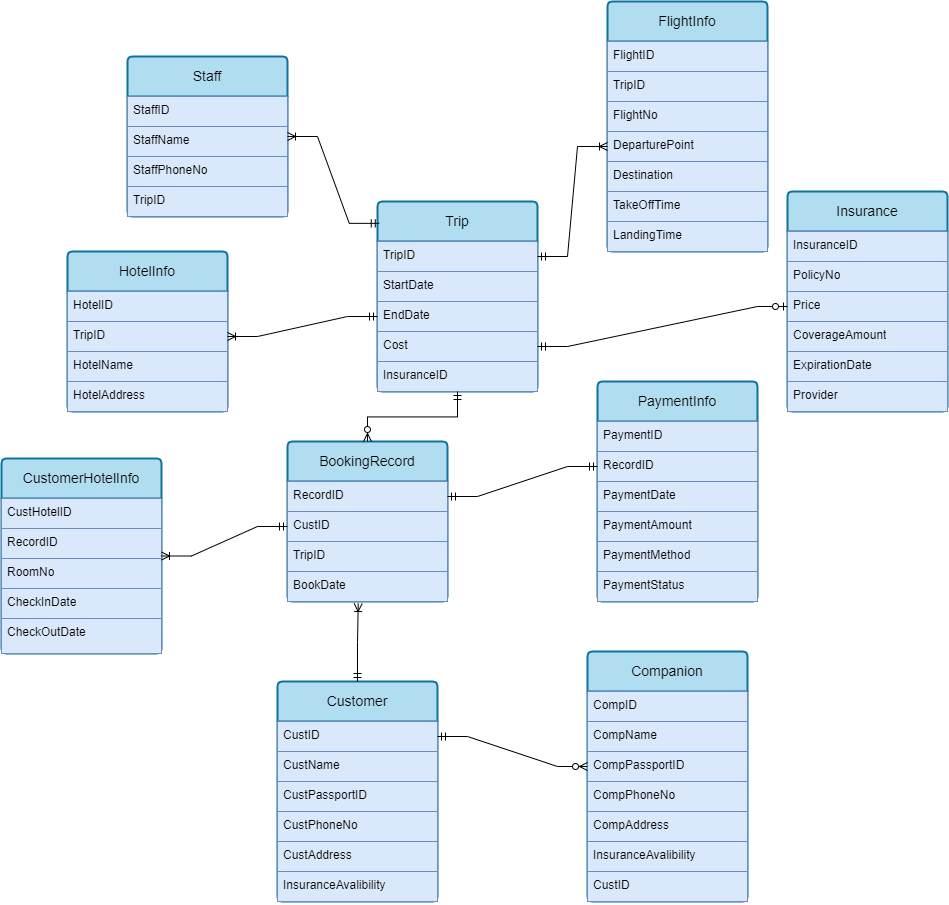 FlightInfo
FlightID
TripID
FlightNo
DeparturePoint
Destination
TakeOffTime
LandingTime
Staff
StaffID
StaffName
StaffPhoneNo
TripID
Trip
TripID
StartDate
EndDate
Cost
InsuranceID
Insurance
InsuranceID
PolicyNo
Price
CoverageAmount
ExpirationDate
Provider
HotelInfo
HotelID
TripID
HotelName
HotelAddress
PaymentInfo
PaymentID
RecordID
PaymentDate
PaymentAmount
PaymentMethod
PaymentStatus
BookingRecord
RecordID
CustID
TripID
BookDate
CustomerHotelInfo
CustHotelID
RecordID
RoomNo
CheckInDate
CheckOutDate
Customer
CustID
CustName
CustPassportID
CustPhoneNo
CustAddress
InsuranceAvalibility
Companion
CompID
CompName
CompPassportID
CompPhoneNo
CompAddress
InsuranceAvalibility
CustID